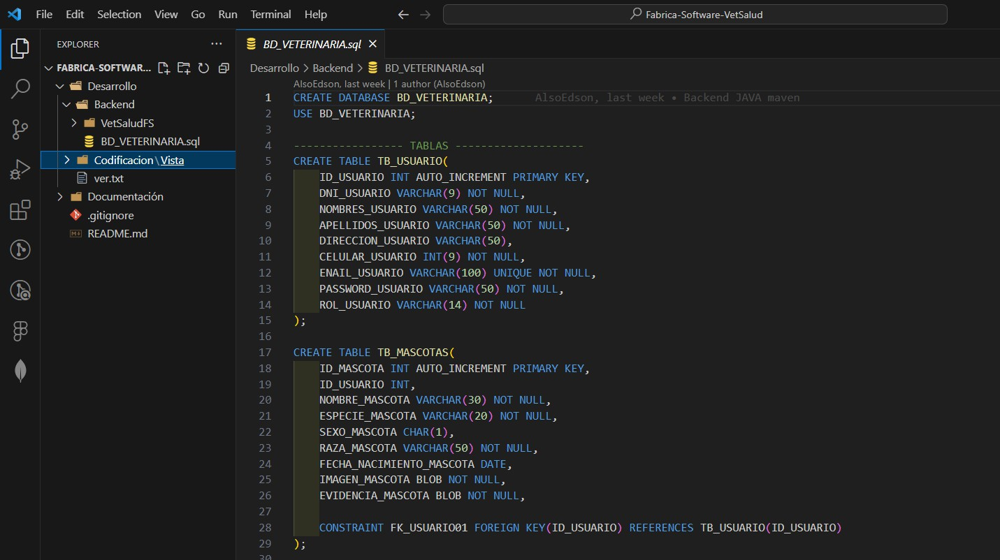 File Edit Selection View Go Run Terminal Help
Fabrica-Software-VetSalud
EXPLORER
FABRICA-SOFTWAR...
Desarrollo
Backend
VetSaludFS
BD_VETERINARIA.sql
Codificacion\Vista
ver.txt
Documentación
.gitignore
README.md
BD_VETERINARIA.sql
Desarrollo > Backend > BD_VETERINARIA.sql
AlsoEdson, last week | 1 author (AlsoEdson)
1 CREATE DATABASE BD_VETERINARIA; AlsoEdson, last week • Backend JAVA maven
2 USE BD_VETERINARIA;
3
4 ----------------- TABLAS --------------------
5 CREATE TABLE TB_USUARIO(
6 ID_USUARIO INT AUTO_INCREMENT PRIMARY KEY,
7 DNI_USUARIO VARCHAR(9) NOT NULL,
8 NOMBRES_USUARIO VARCHAR(50) NOT NULL,
9 APELLIDOS_USUARIO VARCHAR(50) NOT NULL,
10 DIRECCION_USUARIO VARCHAR(50),
11 CELULAR_USUARIO INT(9) NOT NULL,
12 ENAIL_USUARIO VARCHAR(100) UNIQUE NOT NULL,
13 PASSWORD_USUARIO VARCHAR(50) NOT NULL,
14 ROL_USUARIO VARCHAR(14) NOT NULL
15 );
16
17 CREATE TABLE TB_MASCOTAS(
18 ID_MASCOTA INT AUTO_INCREMENT PRIMARY KEY,
19 ID_USUARIO INT,
20 NOMBRE_MASCOTA VARCHAR(30) NOT NULL,
21 ESPECIE_MASCOTA VARCHAR(20) NOT NULL,
22 SEXO_MASCOTA CHAR(1),
23 RAZA_MASCOTA VARCHAR(50) NOT NULL,
24 FECHA_NACIMIENTO_MASCOTA DATE,
25 IMAGEN_MASCOTA BLOB NOT NULL,
26 EVIDENCIA_MASCOTA BLOB NOT NULL,
27
28 CONSTRAINT FK_USUARIO01 FOREIGN KEY(ID_USUARIO) REFERENCES TB_USUARIO(ID_USUARIO)
29 );
30